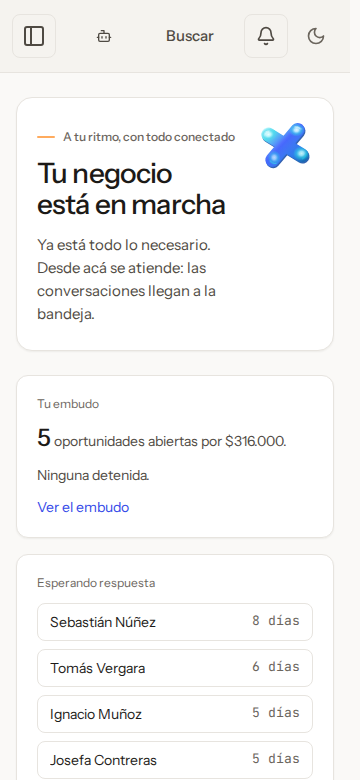 Buscar
A tu ritmo, con todo conectado
Tu negocio
está en marcha
Ya está todo lo necesario.
Desde acá se atiende: las
conversaciones llegan a la
bandeja.
Tu embudo
5 oportunidades abiertas por $316.000.
Ninguna detenida.
Ver el embudo
Esperando respuesta
Sebastián Núñez 8 días
Tomás Vergara 6 días
Ignacio Muñoz 5 días
Josefa Contreras 5 días